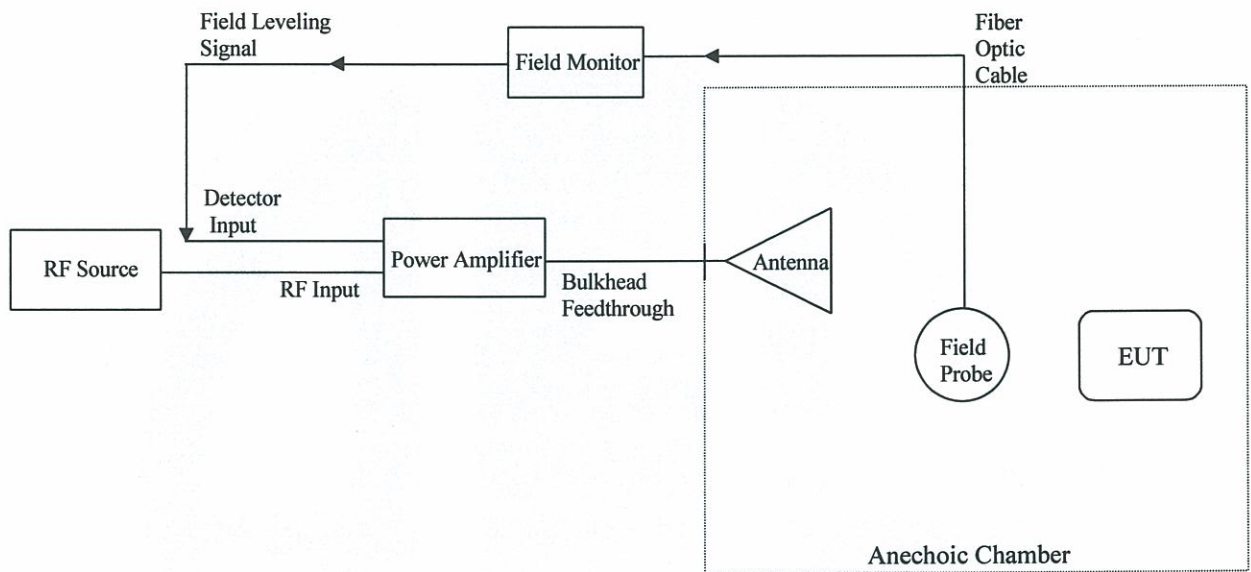 Field Leveling
Signal
Field Monitor
Fiber
Optic
Cable
Detector
Input
RF Source
RF Input
Power Amplifier
Bulkhead
Feedthrough
Antenna
Field
Probe
EUT
Anechoic Chamber